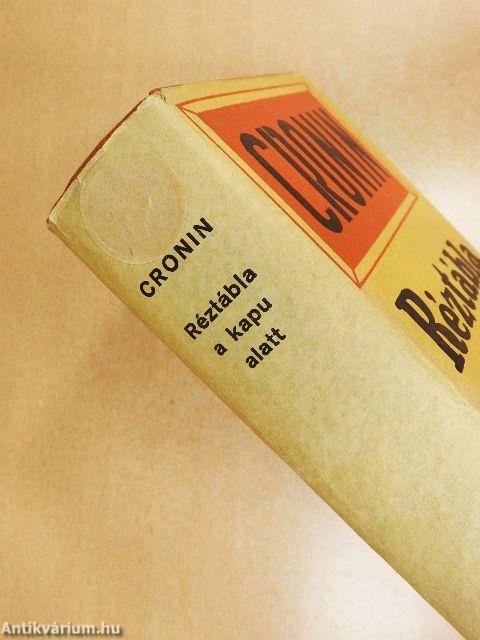 CRONIN
Réztábla
a kapu
alatt
CRONIN
Réztábla
Antikvárium.hu